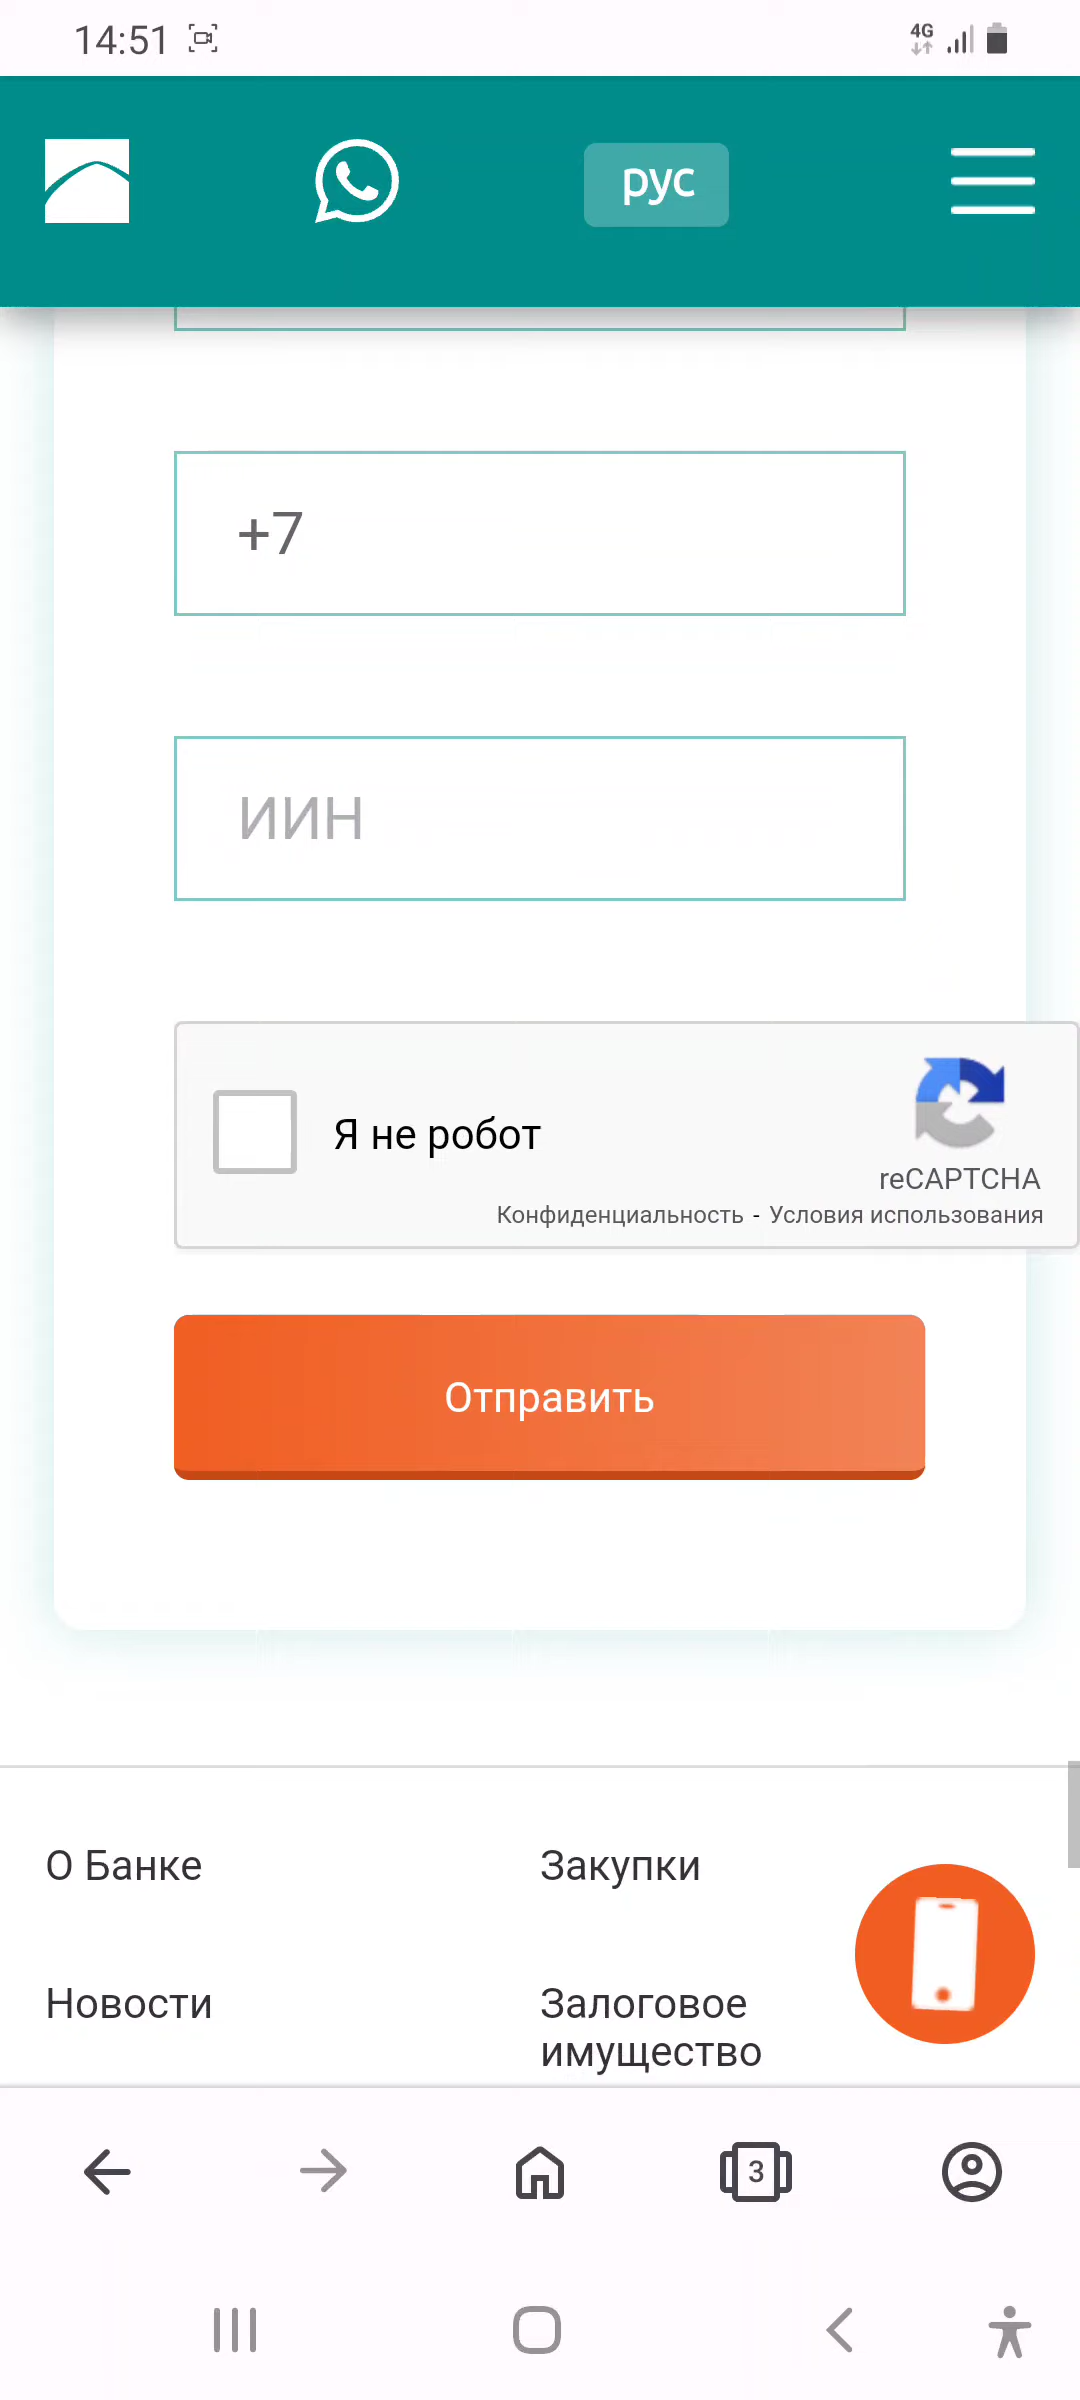 14:51
4G
рус
+7
ИИН
Я не робот
reCAPTCHA
Конфиденциальность - Условия использования
Отправить
О Банке
Закупки
Новости
Залоговое
имущество
3